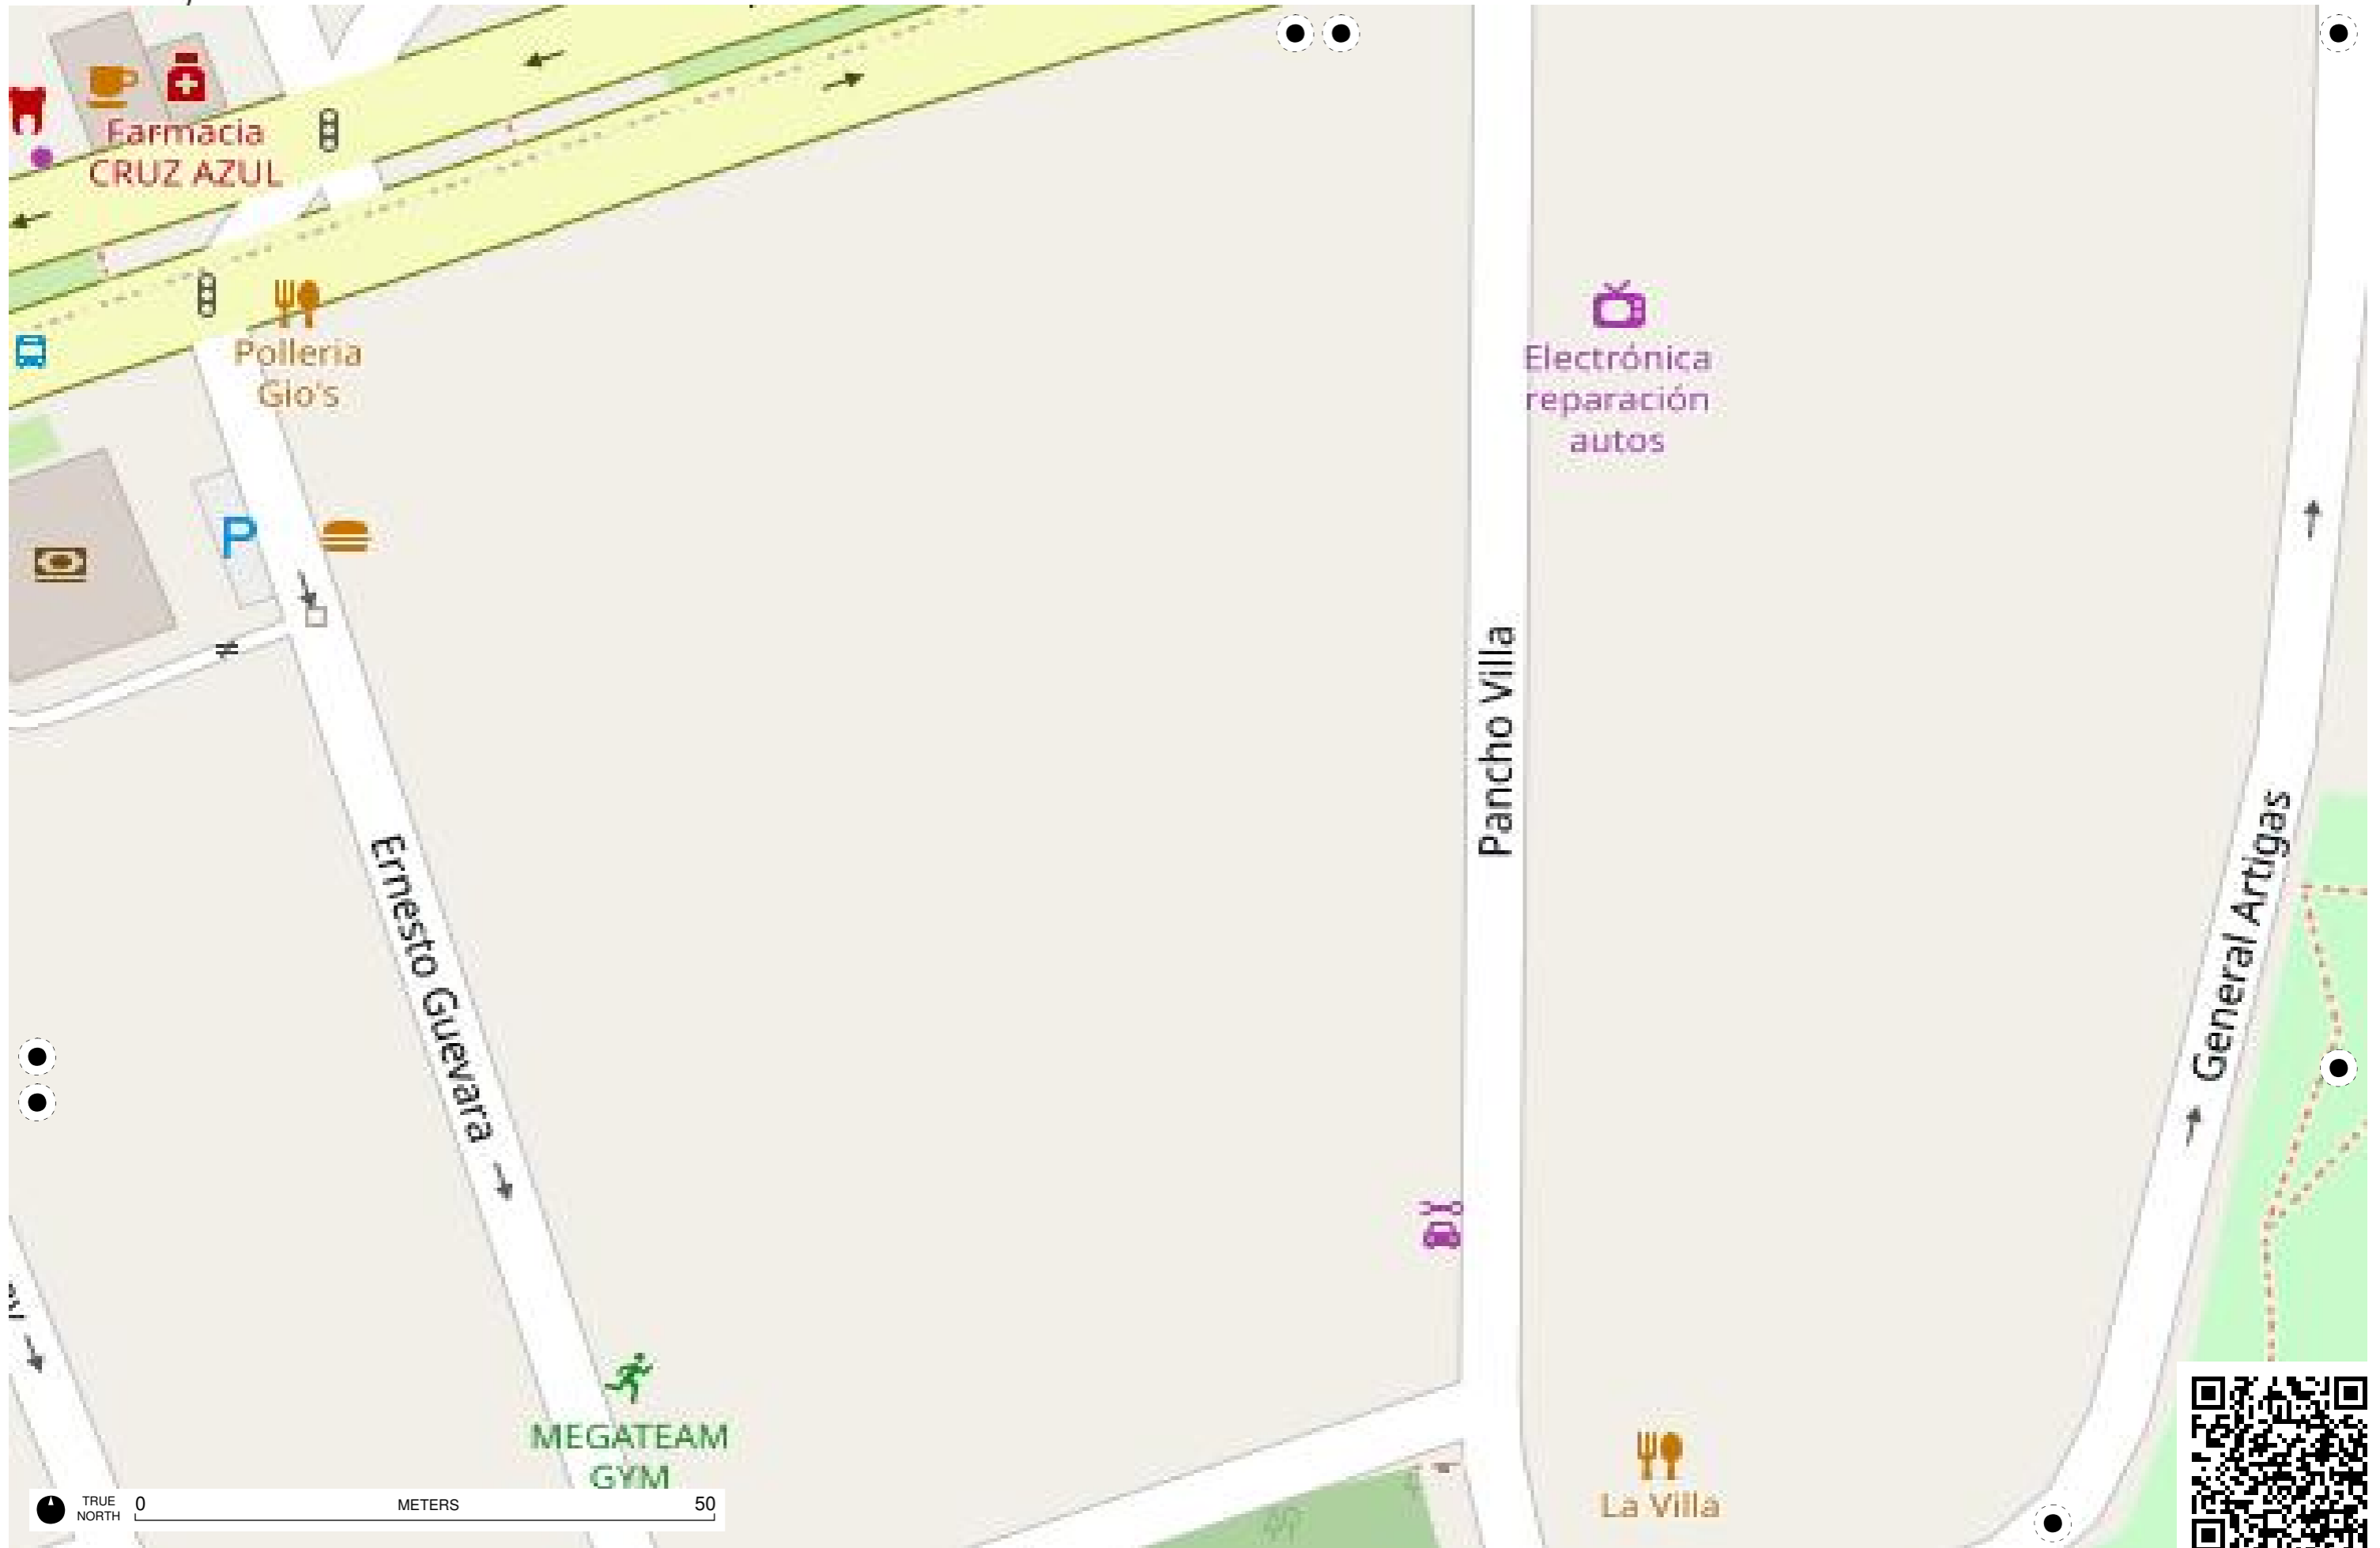 Farmacia
CRUZ AZUL
Polleria
Gio's
Electrónica
reparación
autos
P
Pancho Villa
Ernesto Guevara
General Artigas
MEGATEAM
GYM
La Villa
TRUE
NORTH
0
METERS
50